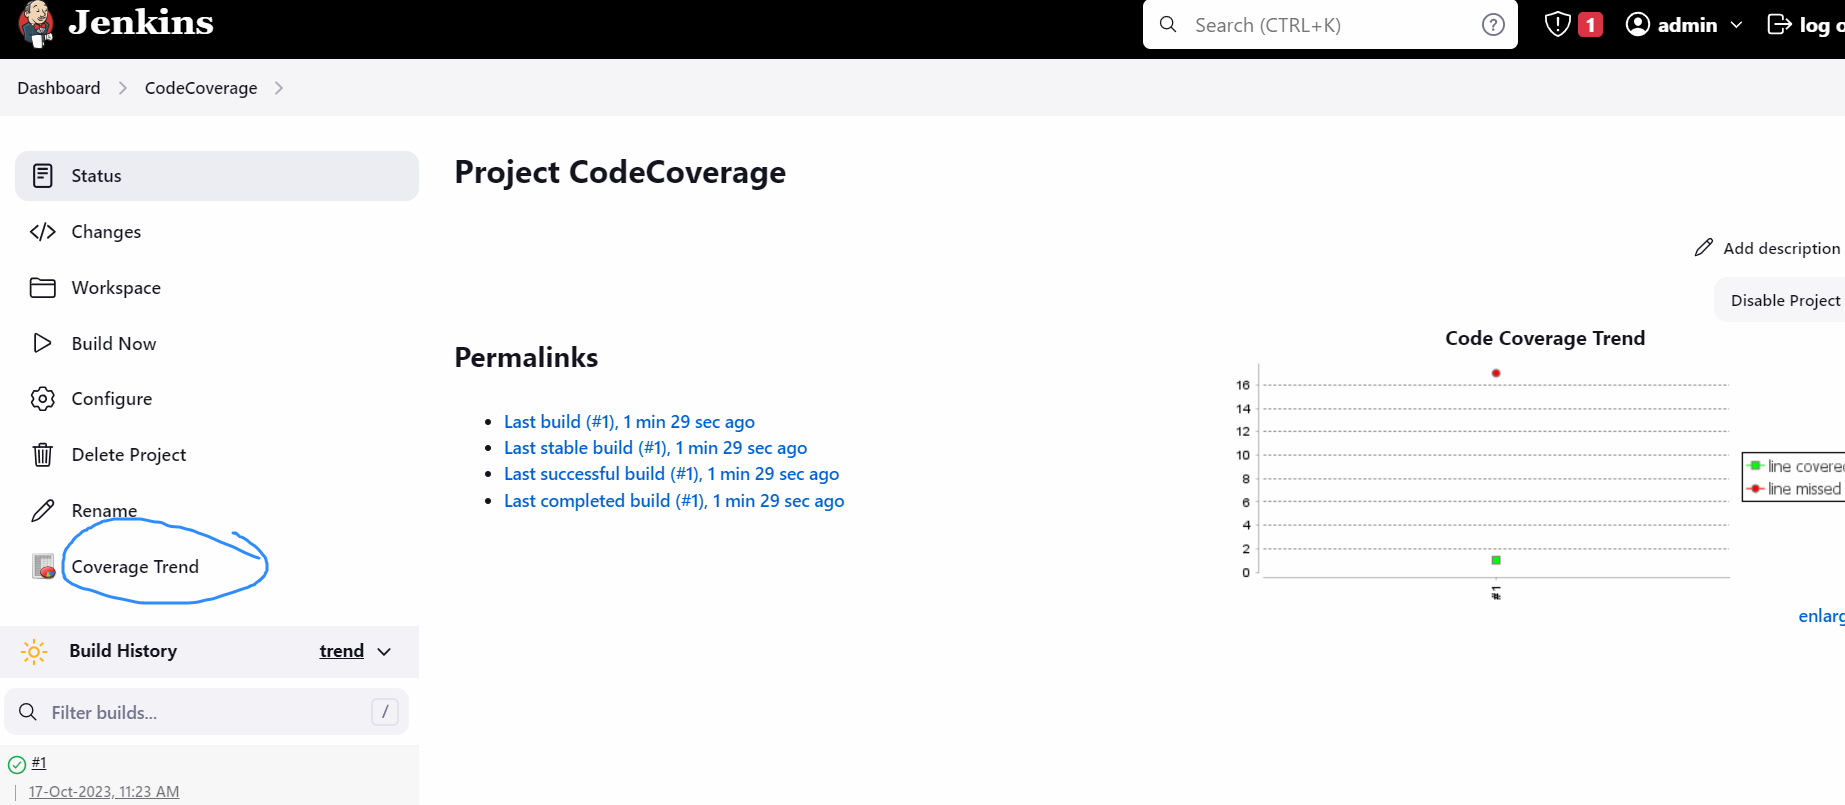 Jenkins
Search (CTRL+K)
?
1
admin
log o
Dashboard
CodeCoverage
Status
Changes
Workspace
Build Now
Configure
Delete Project
Rename
Coverage Trend
Build History
trend
Filter builds...
/
#1
17-Oct-2023, 11:23 AM
Project CodeCoverage
Add description
Disable Project
Permalinks
Last build (#1), 1 min 29 sec ago
Last stable build (#1), 1 min 29 sec ago
Last successful build (#1), 1 min 29 sec ago
Last completed build (#1), 1 min 29 sec ago
Code Coverage Trend
16
14
12
10
8
6
4
2
0
#1
line covered
line missed
enlarg